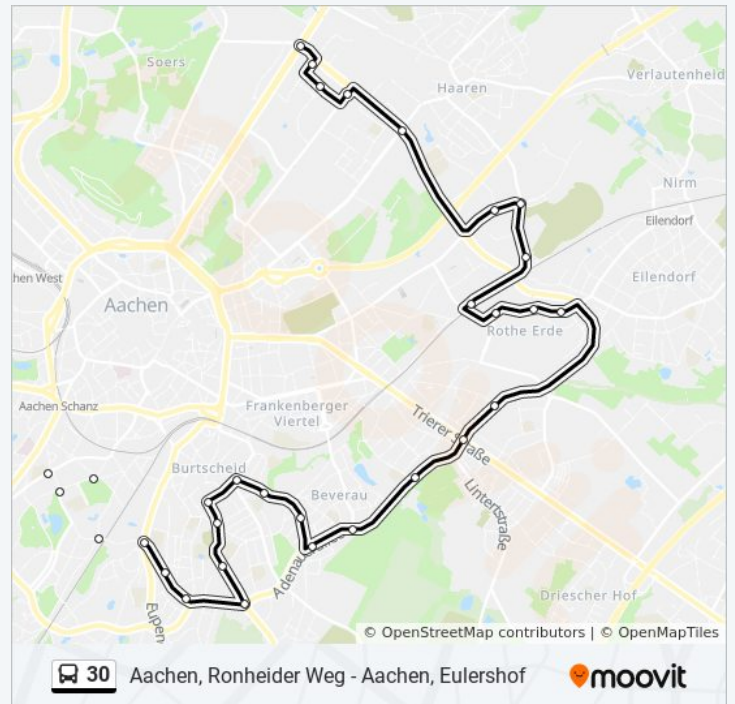 Soers
Haaren
Verlautenheid
Nirm
Eilendorf
hen West
Aachen
Eilendorf
Rothe Erde
Aachen Schanz
Frankenberger
Viertel
Trierer Straße
Burtscheid
Beverau
Lintertstraße
Adenau
Eupen
Driescher Hof
© OpenStreetMap contributors | © OpenMapTiles
30 Aachen, Ronheider Weg - Aachen, Eulershof moovit